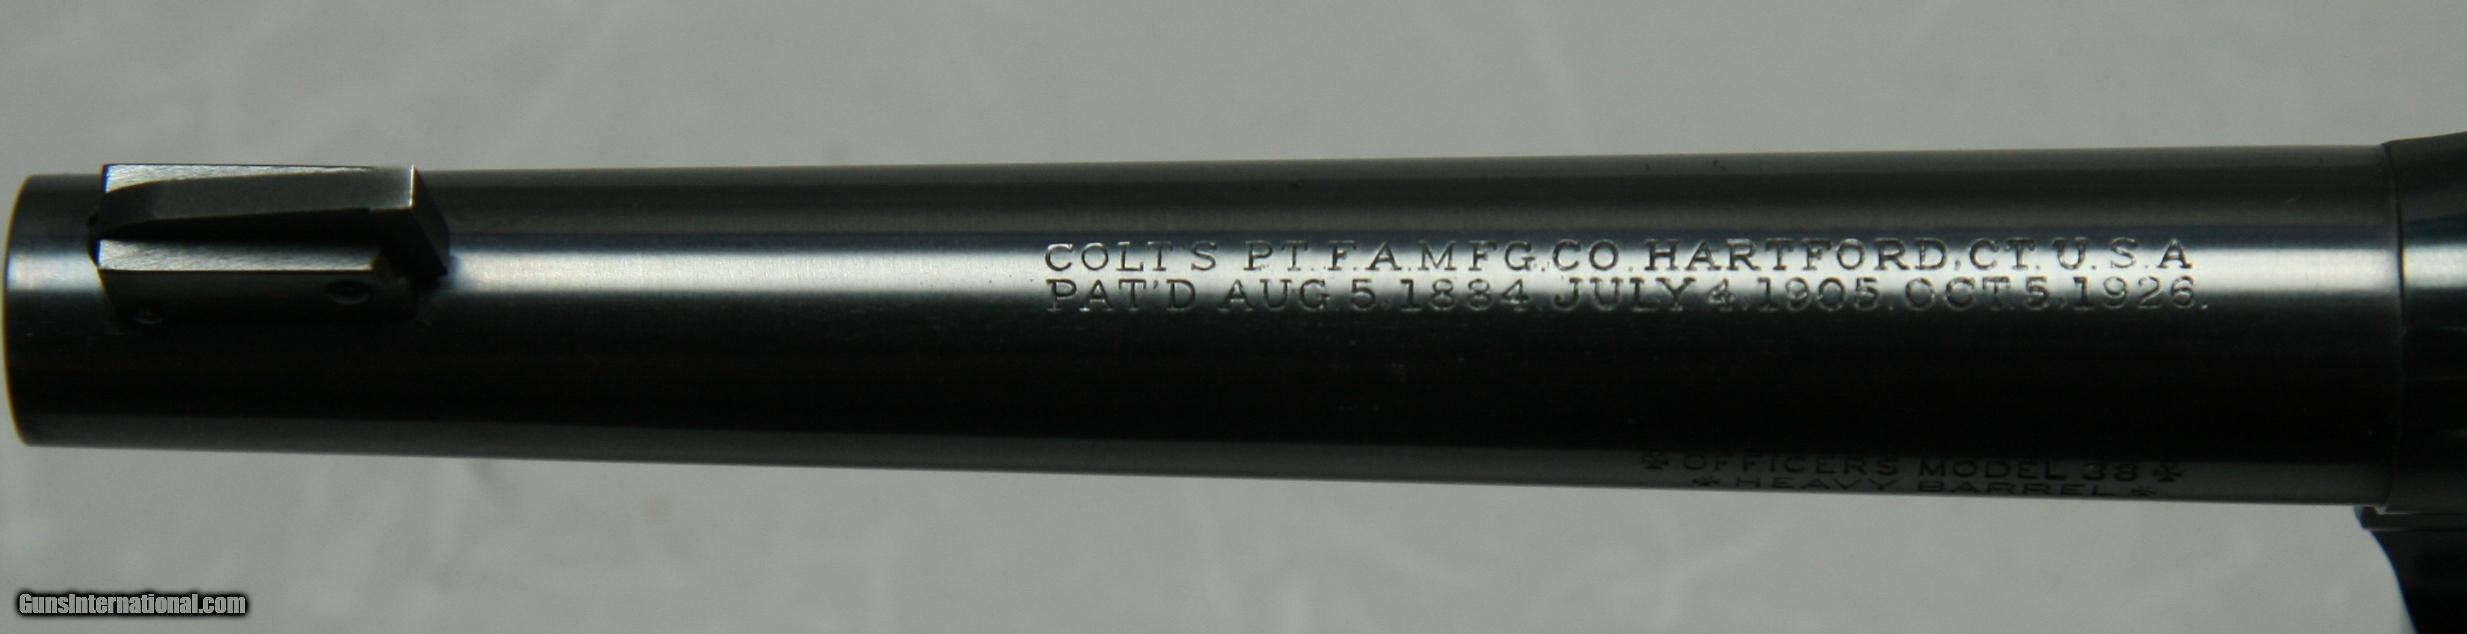 COLT'S PT.F.A.MFG.CO.HARTFORD,CT.U.S.A
PAT'D AUG.5.1884.JULY 4.1905.OCT.5,1926.
OFFICERS MODEL 38
HEAVY BARREL
GunsInternational.com